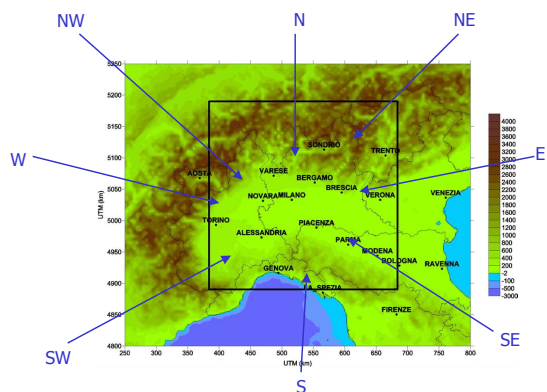 NW
N
NE
5250
5200
5150
5100
5050
5000
4950
4900
4850
4800
UTM (km)
W
E
SW
S
SE
SONDRIO
TRENTO
AOSTA
VARESE
BERGAMO
BRESCIA
NOVARA
MILANO
VERONA
VENEZIA
TORINO
PIACENZA
ALESSANDRIA
PARMA
MODENA
BOLOGNA
RAVENNA
GENOVA
LA SPEZIA
FIRENZE
250 300 350 400 450 500 550 600 650 700 750 800
UTM (km)
4000
3800
3600
3400
3200
3000
2800
2600
2400
2200
2000
1800
1600
1400
1200
1000
800
600
400
200
-2
-100
-500
-3000